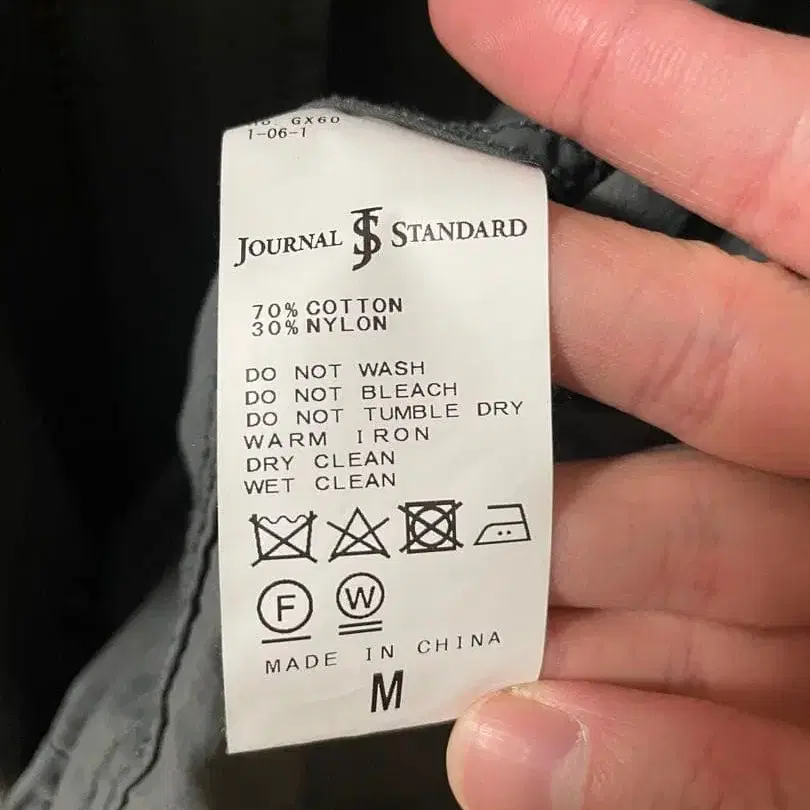 GX60
1-06-1
JOURNAL JS STANDARD
70% COTTON
30% NYLON
DO NOT WASH
DO NOT BLEACH
DO NOT TUMBLE DRY
WARM IRON
DRY CLEAN
WET CLEAN
F W
MADE IN CHINA
M